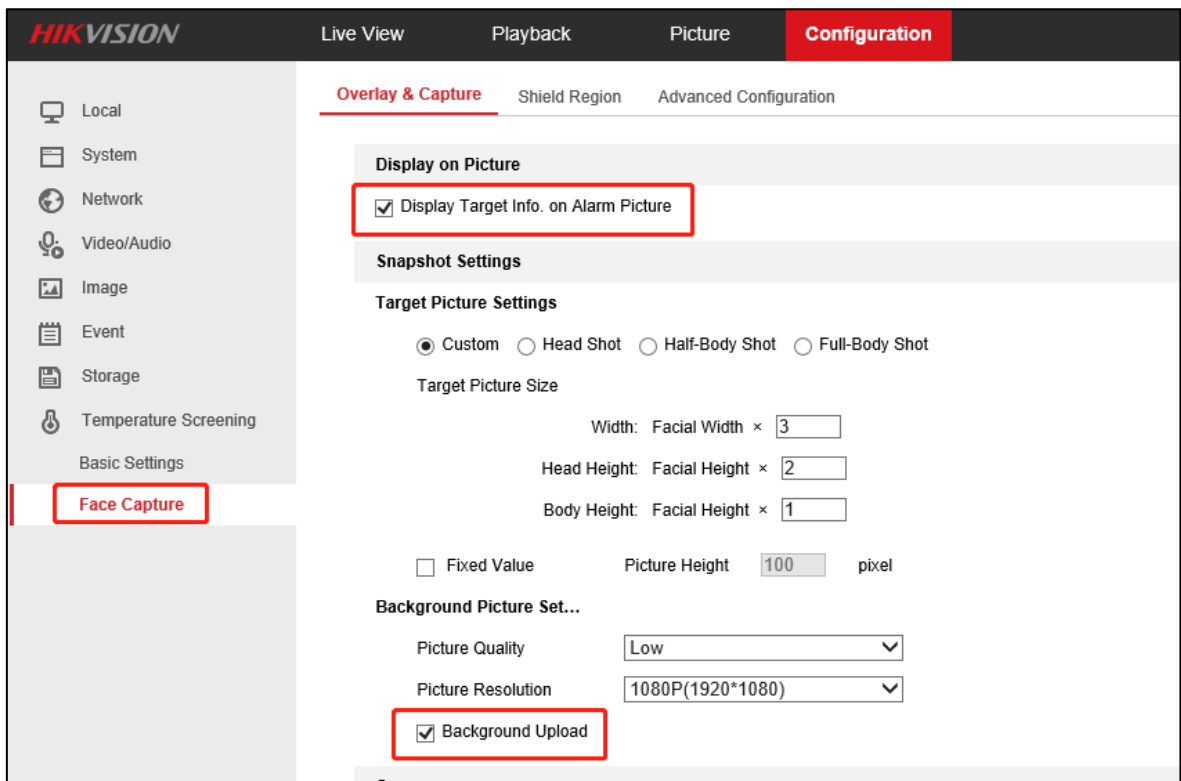 HIKVISION Live View Playback Picture Configuration
Overlay & Capture Shield Region Advanced Configuration
Local
System
Network
Video/Audio
Image
Event
Storage
Temperature Screening
Basic Settings
Face Capture
Display on Picture
Display Target Info. on Alarm Picture
Snapshot Settings
Target Picture Settings
Custom Head Shot Half-Body Shot Full-Body Shot
Target Picture Size
Width: Facial Width × 3
Head Height: Facial Height × 2
Body Height: Facial Height × 1
Fixed Value Picture Height 100 pixel
Background Picture Set...
Picture Quality Low
Picture Resolution 1080P(1920*1080)
Background Upload